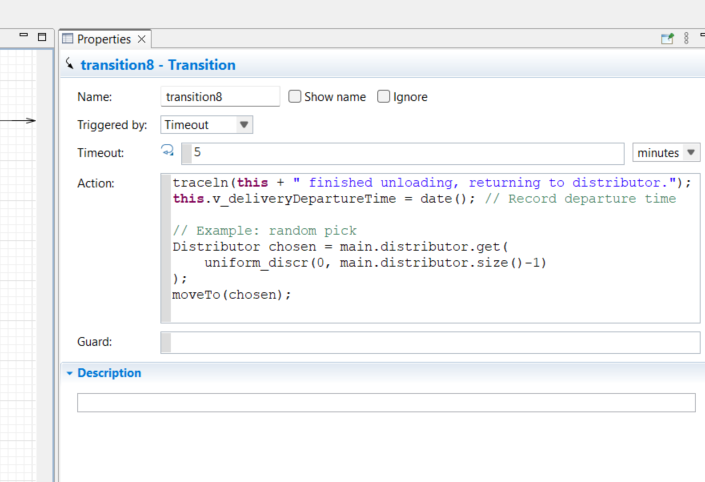 Properties
transition8 - Transition
Name: transition8 Show name Ignore
Triggered by: Timeout
Timeout: 5 minutes
Action: traceln(this + " finished unloading, returning to distributor.");
this.v_deliveryDepartureTime = date(); // Record departure time
// Example: random pick
Distributor chosen = main.distributor.get(
uniform_discr(0, main.distributor.size()-1)
);
moveTo(chosen);
Guard:
Description